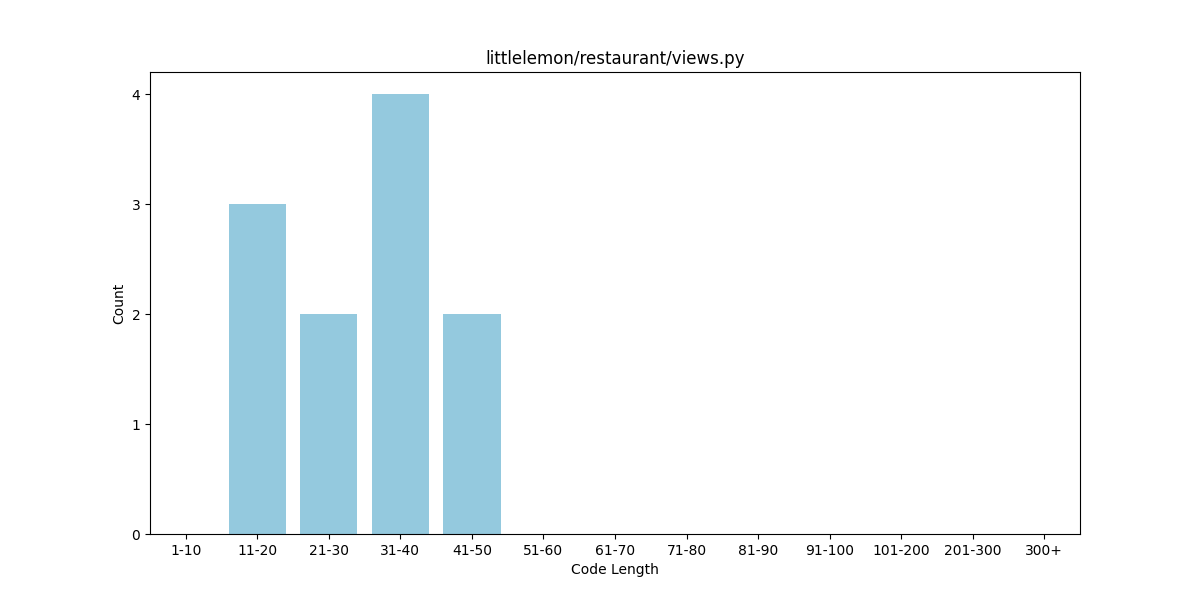 littlelemon/restaurant/views.py
4
3
2
1
0
Count
1-10 11-20 21-30 31-40 41-50 51-60 61-70 71-80 81-90 91-100 101-200 201-300 300+
Code Length